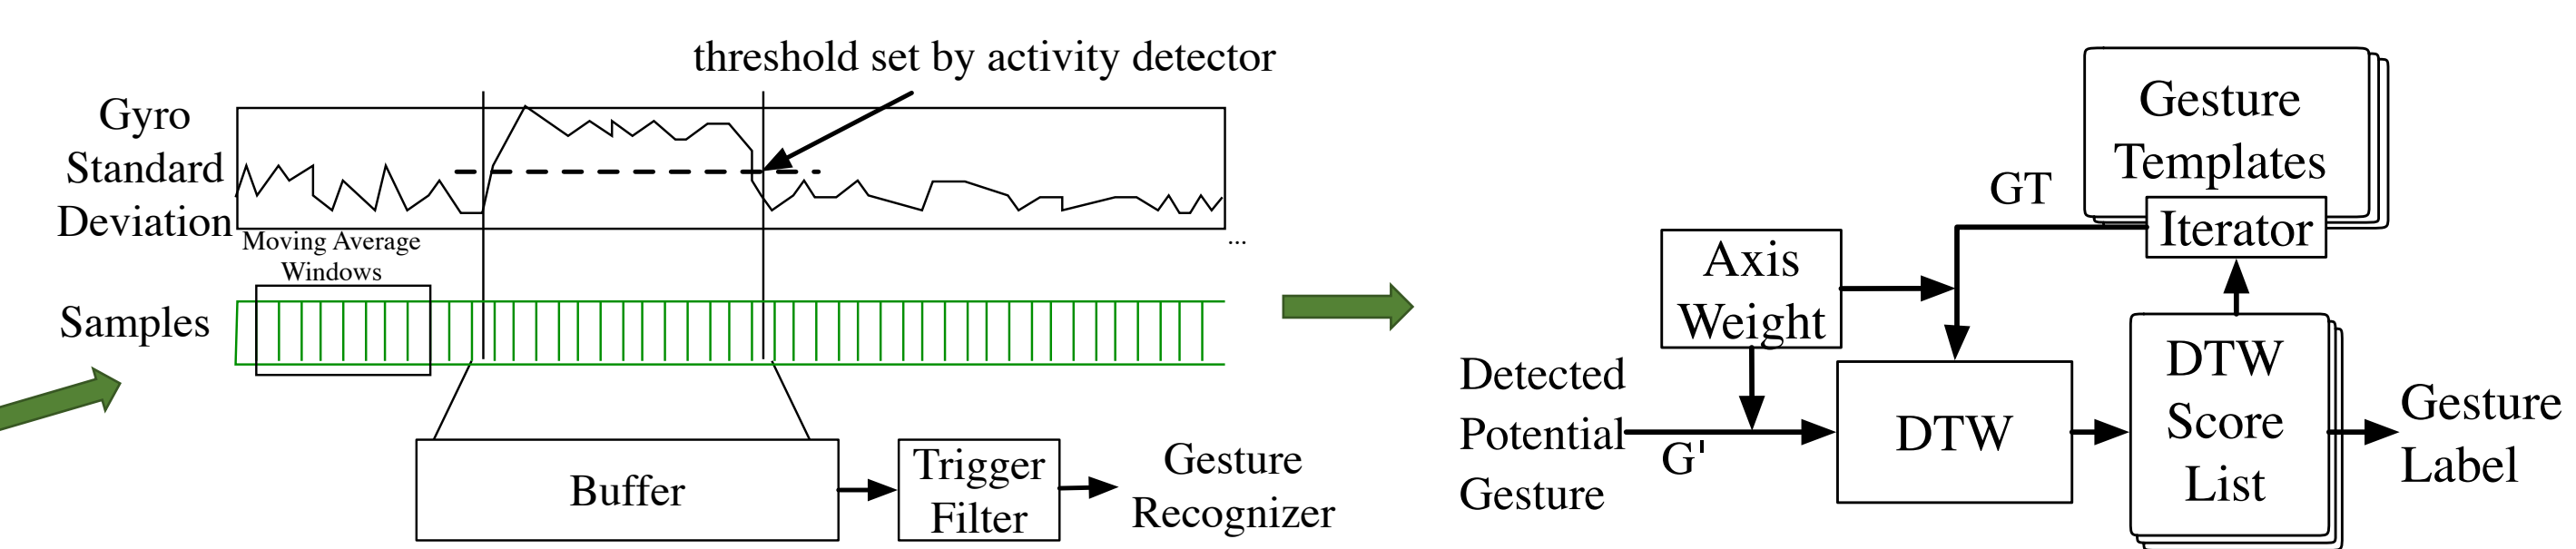 threshold set by activity detector
Gyro
Standard
Deviation
Moving Average
Windows
...
Samples
Buffer
Trigger
Filter
Gesture
Recognizer
Gesture
Templates
Iterator
GT
Axis
Weight
Detected
Potential
Gesture
G'
DTW
DTW
Score
List
Gesture
Label